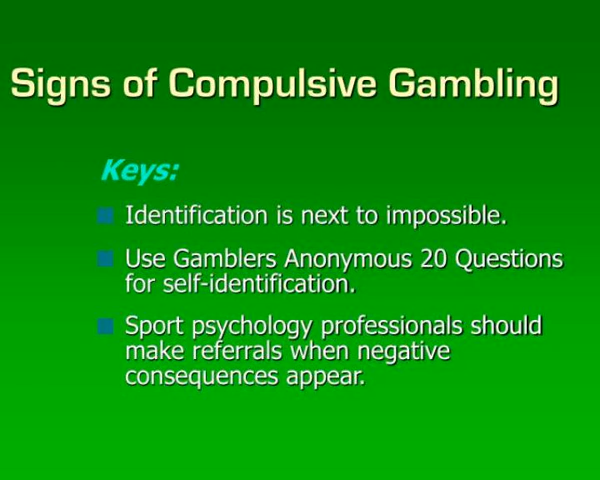 Signs of Compulsive Gambling
Keys:
Identification is next to impossible.
Use Gamblers Anonymous 20 Questions
for self-identification.
Sport psychology professionals should
make referrals when negative
consequences appear.